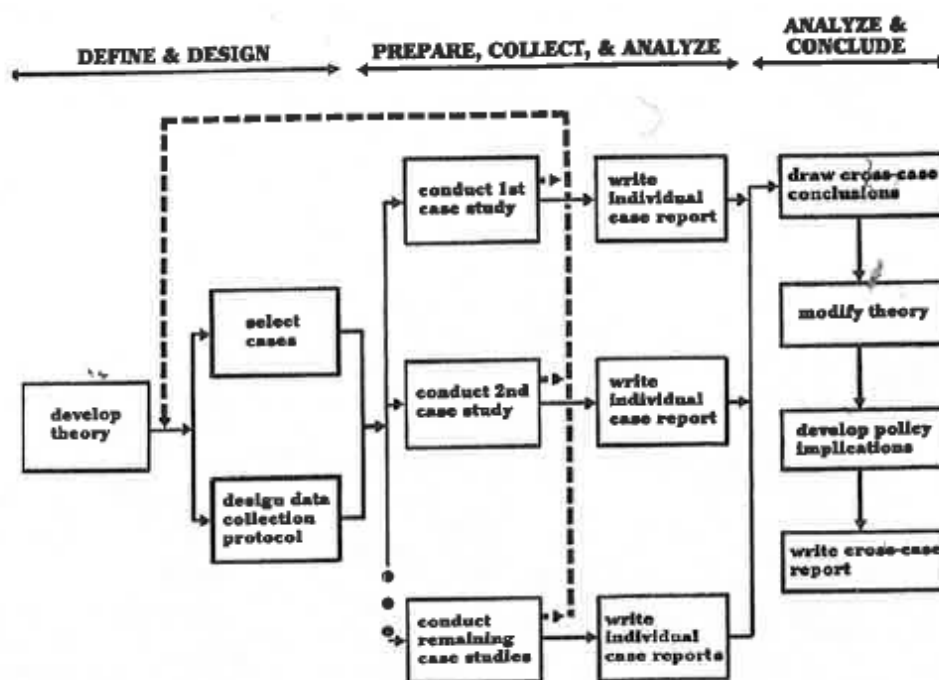 DEFINE & DESIGN
PREPARE, COLLECT, & ANALYZE
ANALYZE &
CONCLUDE
develop
theory
select
cases
design data
collection
protocol
conduct 1st
case study
conduct 2nd
case study
conduct
remaining
case studies
write
individual
case report
write
individual
case report
write
individual
case reports
draw cross-case
conclusions
modify theory
develop policy
implications
write cross-case
report